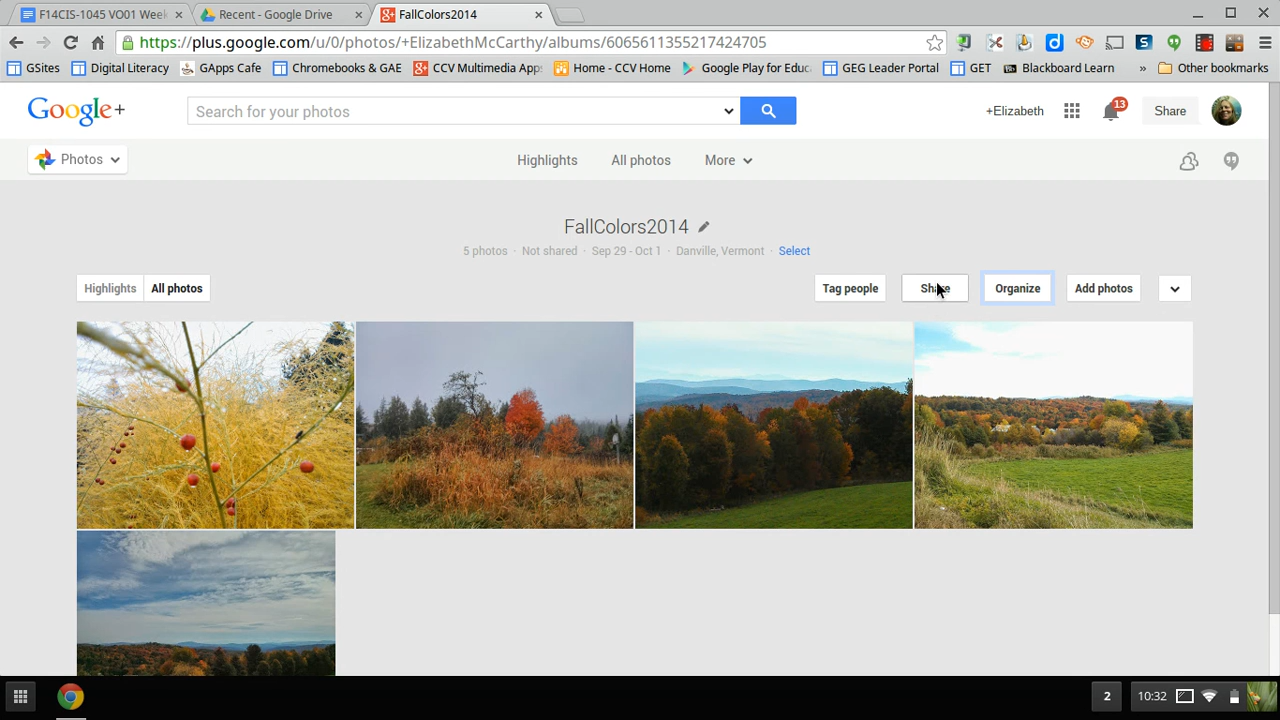 F14CIS-1045 VO01 Week
Recent - Google Drive
FallColors2014
https://plus.google.com/u/0/photos/+ElizabethMcCarthy/albums/6065611355217424705
GSites
Digital Literacy
GApps Cafe
Chromebooks & GAE
CCV Multimedia App
Home - CCV Home
Google Play for Educ
GEG Leader Portal
GET
Bb
Blackboard Learn
»
Other bookmarks
Google+
Search for your photos
+Elizabeth
13
Share
Photos
Highlights
All photos
More
FallColors2014
5 photos · Not shared · Sep 29 - Oct 1 · Danville, Vermont · Select
Highlights
All photos
Tag people
Share
Organize
Add photos
2
10:32